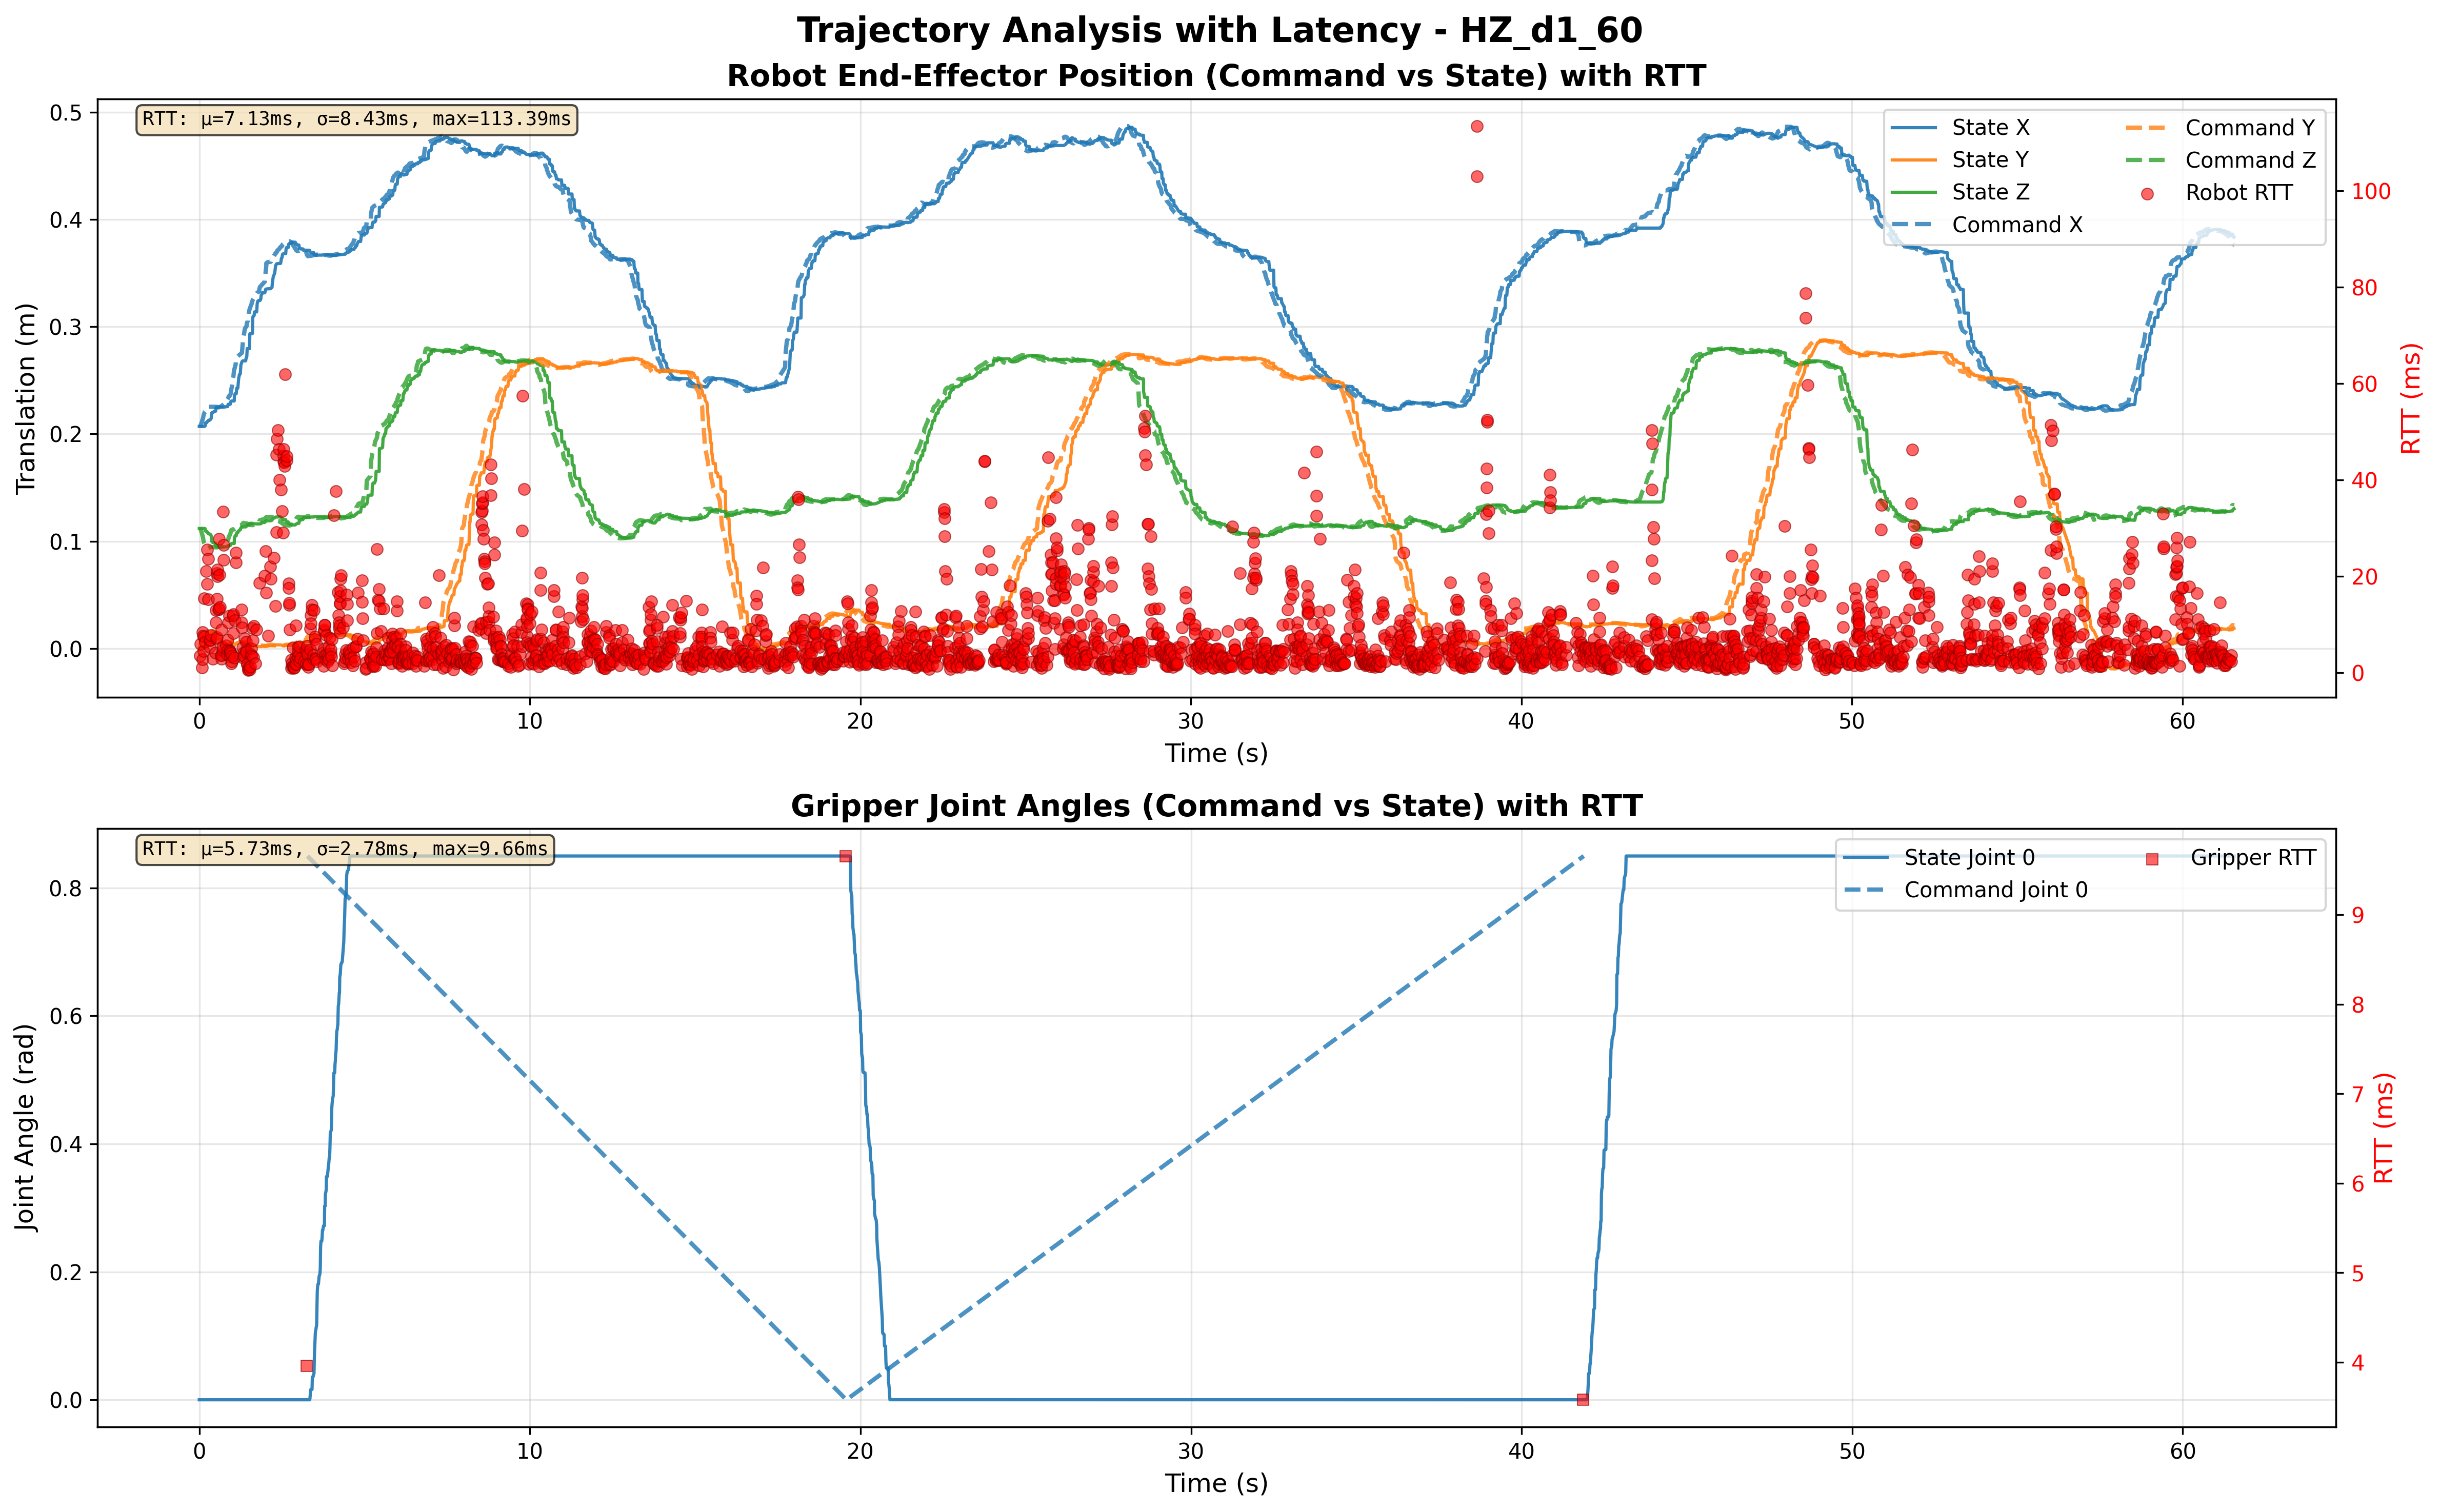 Trajectory Analysis with Latency - HZ_d1_60
Robot End-Effector Position (Command vs State) with RTT
RTT: μ=7.13ms, σ=8.43ms, max=113.39ms
State X
State Y
State Z
Command X
Command Y
Command Z
Robot RTT
Translation (m)
0.5
0.4
0.3
0.2
0.1
0.0
RTT (ms)
100
80
60
40
20
0
0 10 20 30 40 50 60
Time (s)
Gripper Joint Angles (Command vs State) with RTT
RTT: μ=5.73ms, σ=2.78ms, max=9.66ms
State Joint 0
Command Joint 0
Gripper RTT
Joint Angle (rad)
0.8
0.6
0.4
0.2
0.0
RTT (ms)
9
8
7
6
5
4
0 10 20 30 40 50 60
Time (s)